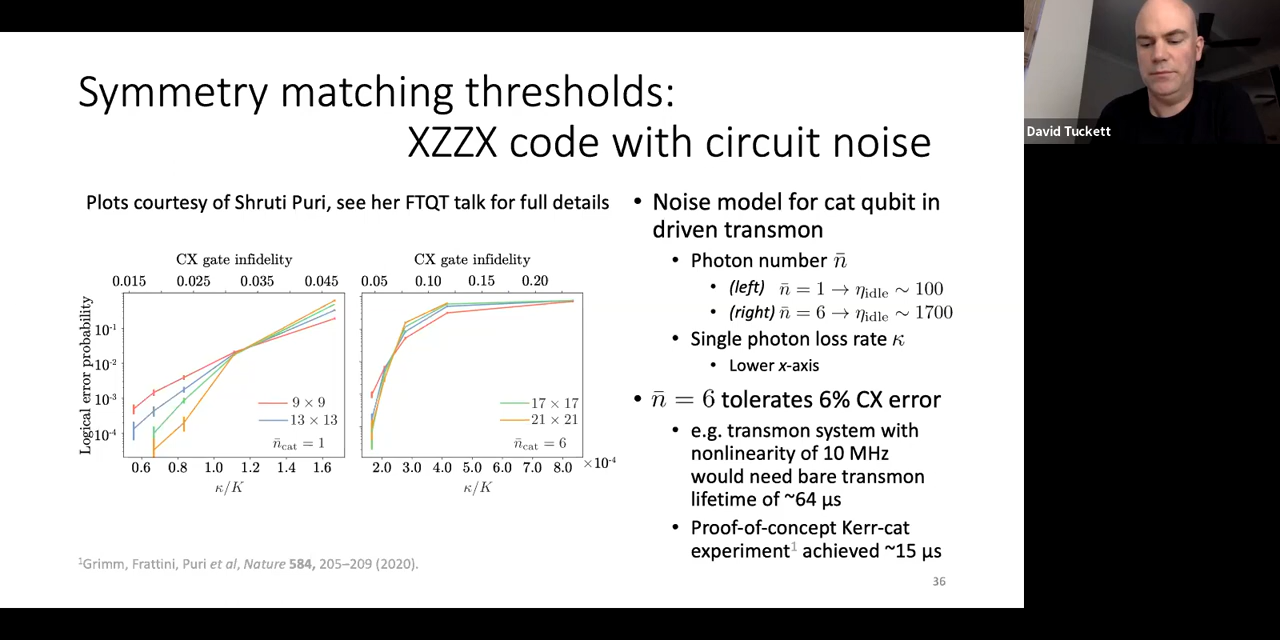 Symmetry matching thresholds:
XZZX code with circuit noise
Plots courtesy of Shruti Puri, see her FTQT talk for full details
CX gate infidelity
0.015 0.025 0.035 0.045
Logical error probability
10⁻¹
10⁻²
10⁻³
10⁻⁴
9 × 9
13 × 13
n̄cat = 1
0.6 0.8 1.0 1.2 1.4 1.6
κ/K
CX gate infidelity
0.05 0.10 0.15 0.20
17 × 17
21 × 21
n̄cat = 6
2.0 3.0 4.0 5.0 6.0 7.0 8.0 ×10⁻⁴
κ/K
• Noise model for cat qubit in
driven transmon
• Photon number n̄
• (left) n̄ = 1 → ηidle ∼ 100
• (right) n̄ = 6 → ηidle ∼ 1700
• Single photon loss rate κ
• Lower x-axis
• n̄ = 6 tolerates 6% CX error
• e.g. transmon system with
nonlinearity of 10 MHz
would need bare transmon
lifetime of ~64 μs
• Proof-of-concept Kerr-cat
experiment¹ achieved ~15 μs
¹Grimm, Frattini, Puri et al, Nature 584, 205–209 (2020).
36
David Tuckett